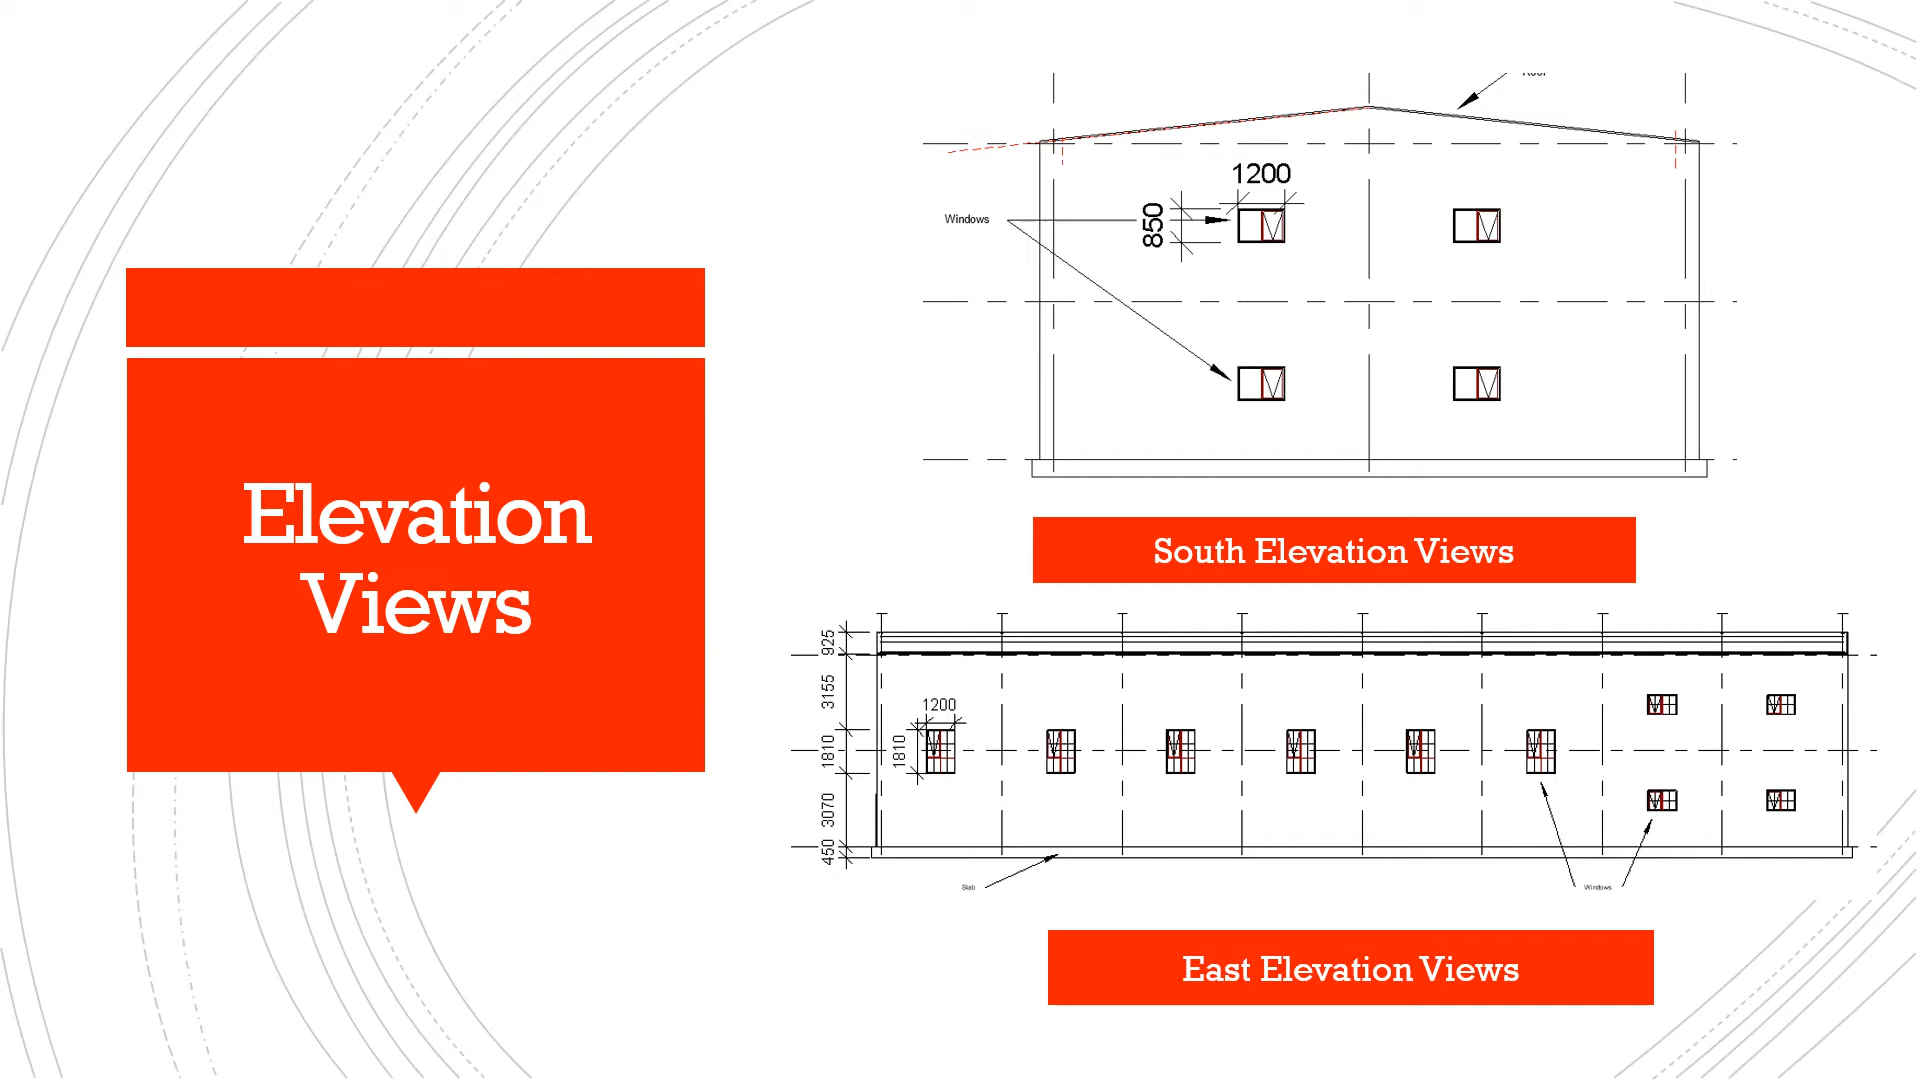 Elevation
Views
1200
850
Windows
South Elevation Views
925
3155
1810
3070
450
1200
1810
Slab
Windows
East Elevation Views